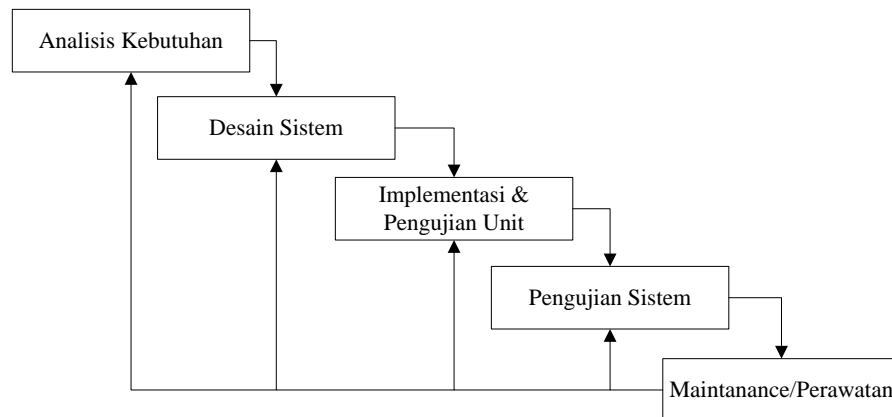 Analisis Kebutuhan
Desain Sistem
Implementasi &
Pengujian Unit
Pengujian Sistem
Maintanance/Perawatan